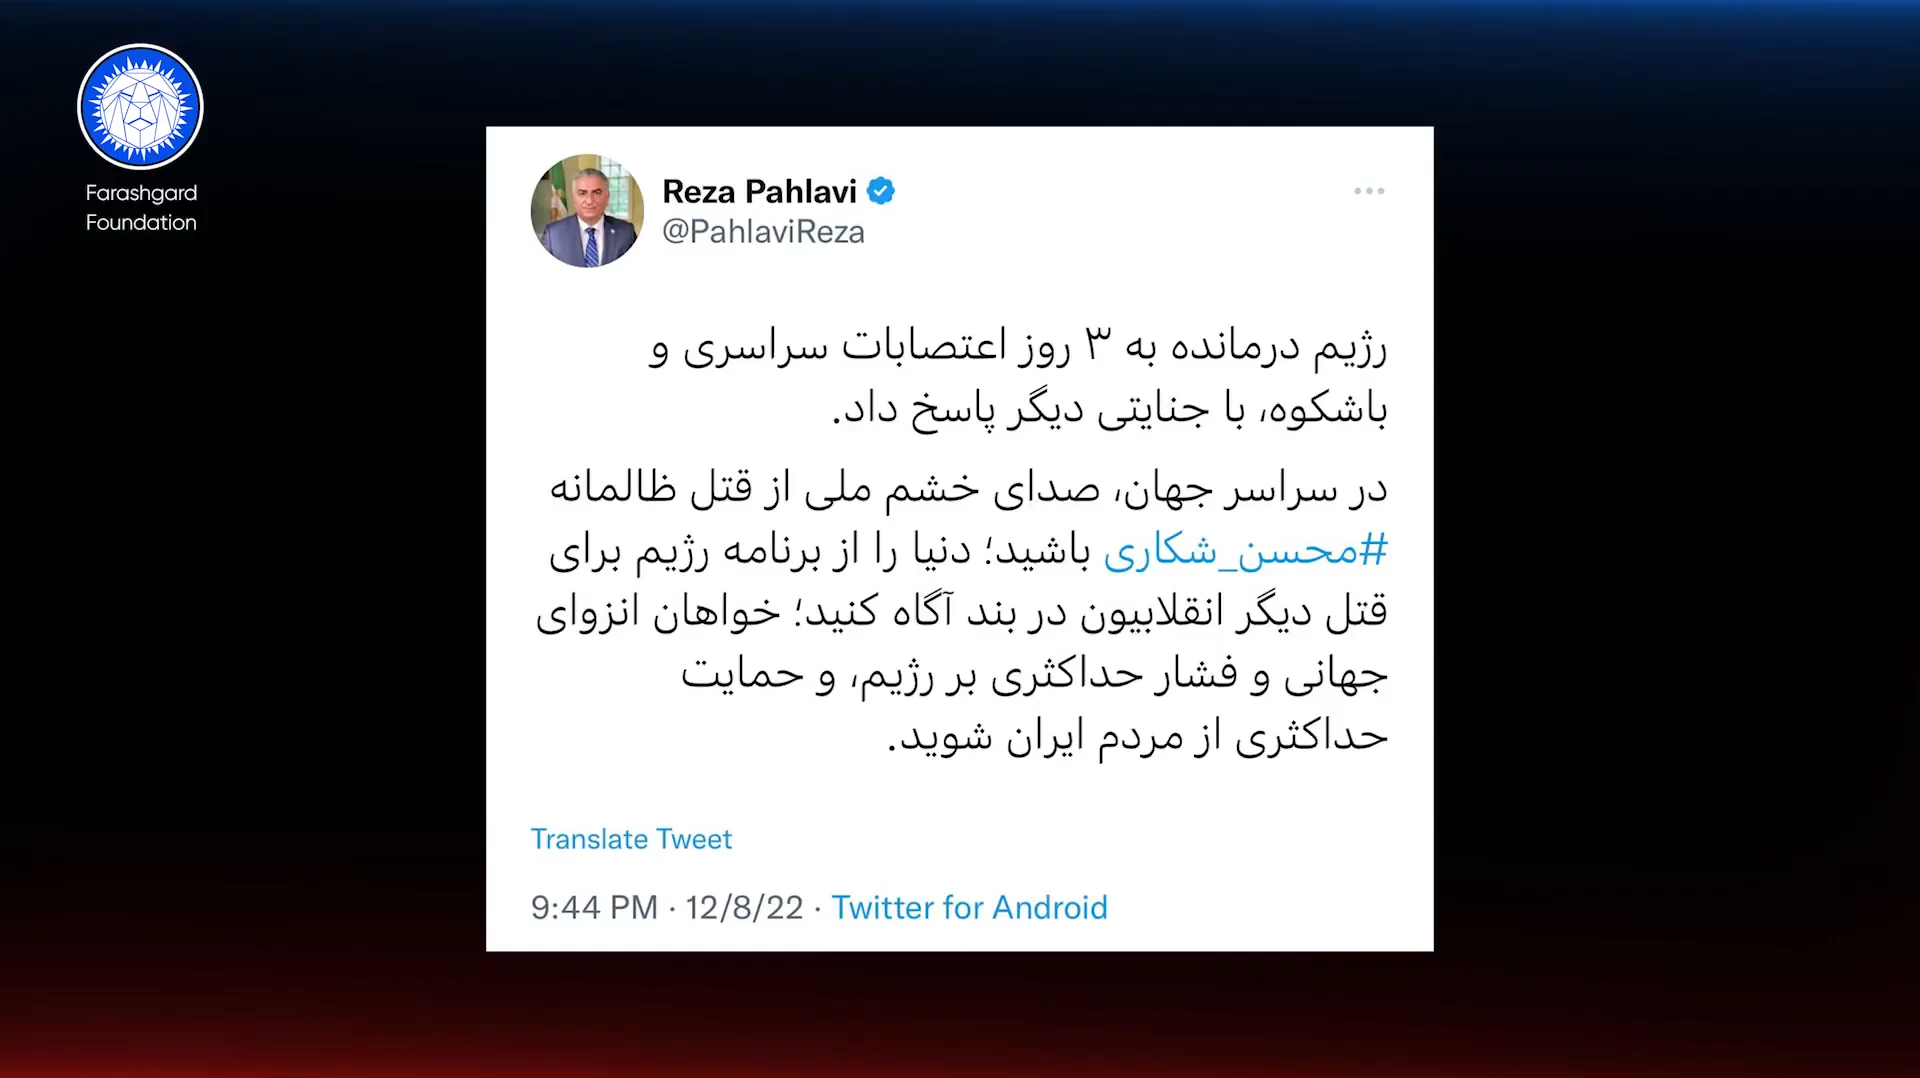 Farashgard
Foundation
Reza Pahlavi
@PahlaviReza
رژیم درمانده به ۳ روز اعتصابات سراسری و
باشکوه، با جنایتی دیگر پاسخ داد.
در سراسر جهان، صدای خشم ملی از قتل ظالمانه
#محسن_شکاری باشید؛ دنیا را از برنامه رژیم برای
قتل دیگر انقلابیون در بند آگاه کنید؛ خواهان انزوای
جهانی و فشار حداکثری بر رژیم، و حمایت
حداکثری از مردم ایران شوید.
Translate Tweet
9:44 PM · 12/8/22 · Twitter for Android